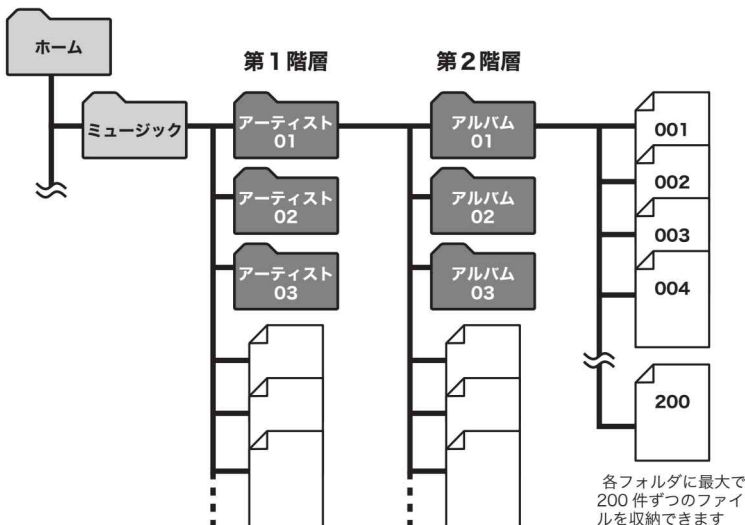 ホーム
第1階層
第2階層
ミュージック
アーティスト
01
アルバム
01
001
002
アーティスト
02
アルバム
02
003
アーティスト
03
アルバム
03
004
200
各フォルダに最大で
200 件ずつのファイ
ルを収納できます